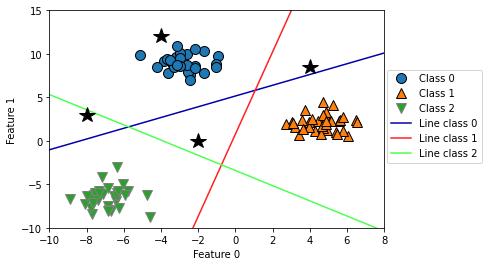 15
10
5
0
−5
−10
Feature 1
−10
−8
−6
−4
−2
0
2
4
6
8
Feature 0
Class 0
Class 1
Class 2
Line class 0
Line class 1
Line class 2